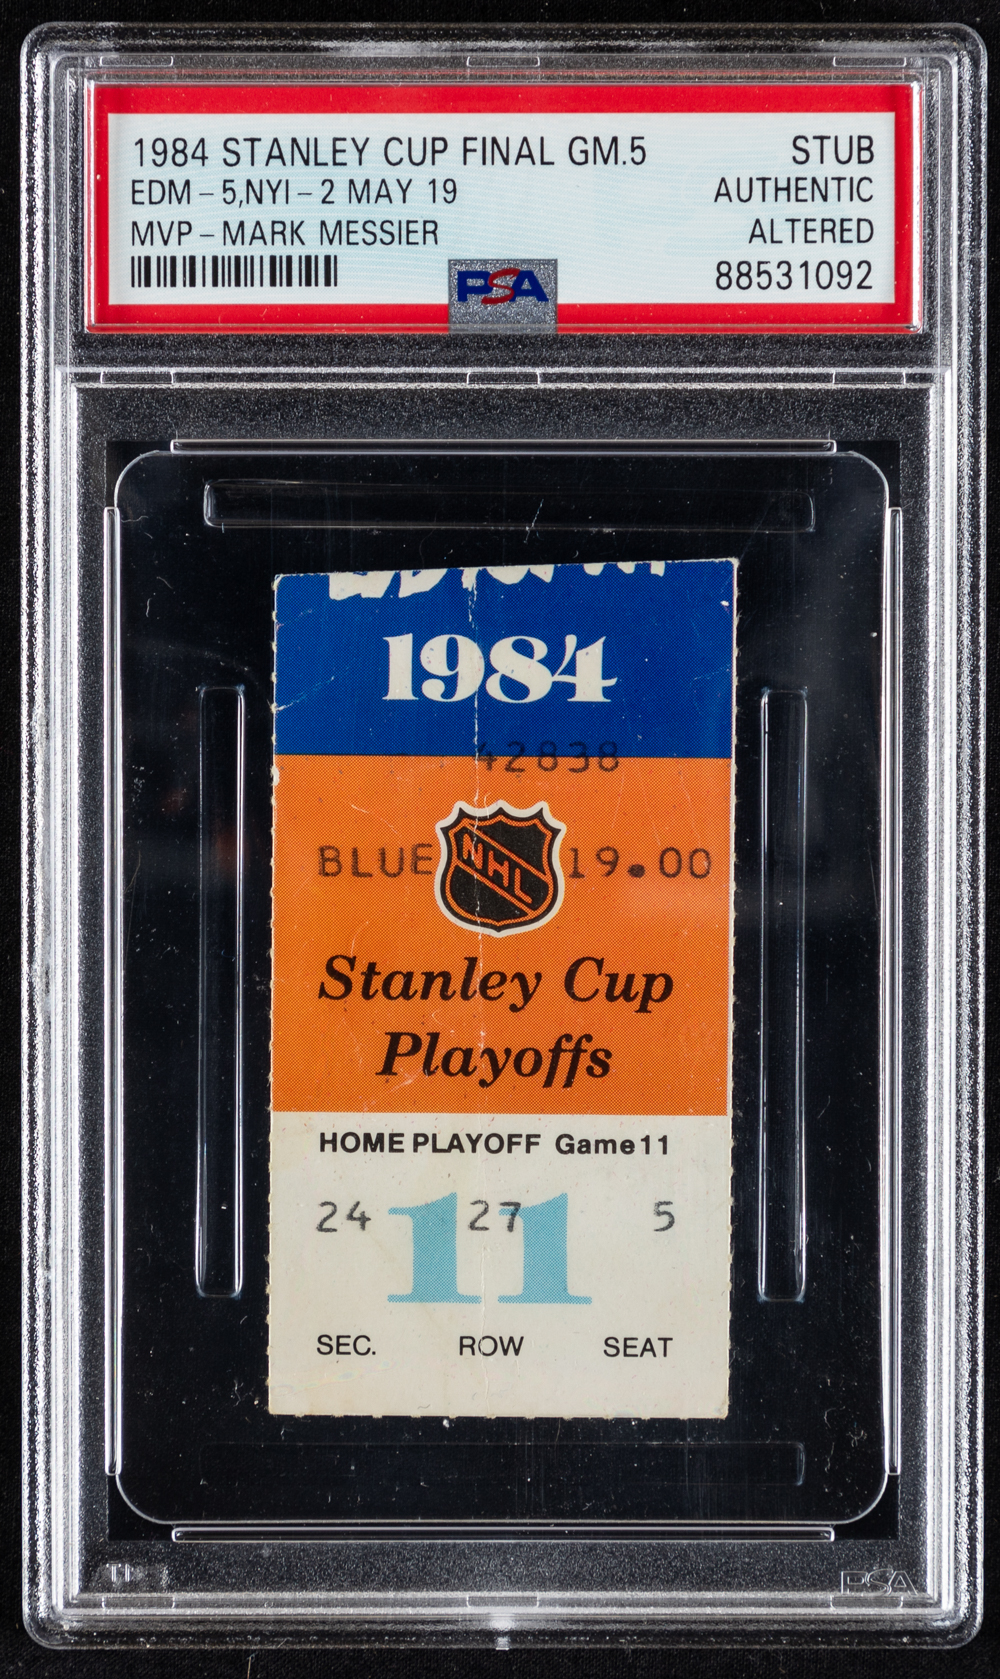 1984 STANLEY CUP FINAL GM.5
STUB
EDM-5,NYI-2 MAY 19
AUTHENTIC
MVP-MARK MESSIER
ALTERED
88531092
PSA
1984
42838
BLUE
NHL
19.00
Stanley Cup
Playoffs
HOME PLAYOFF Game 11
24 27 5
11
SEC. ROW SEAT
PSA